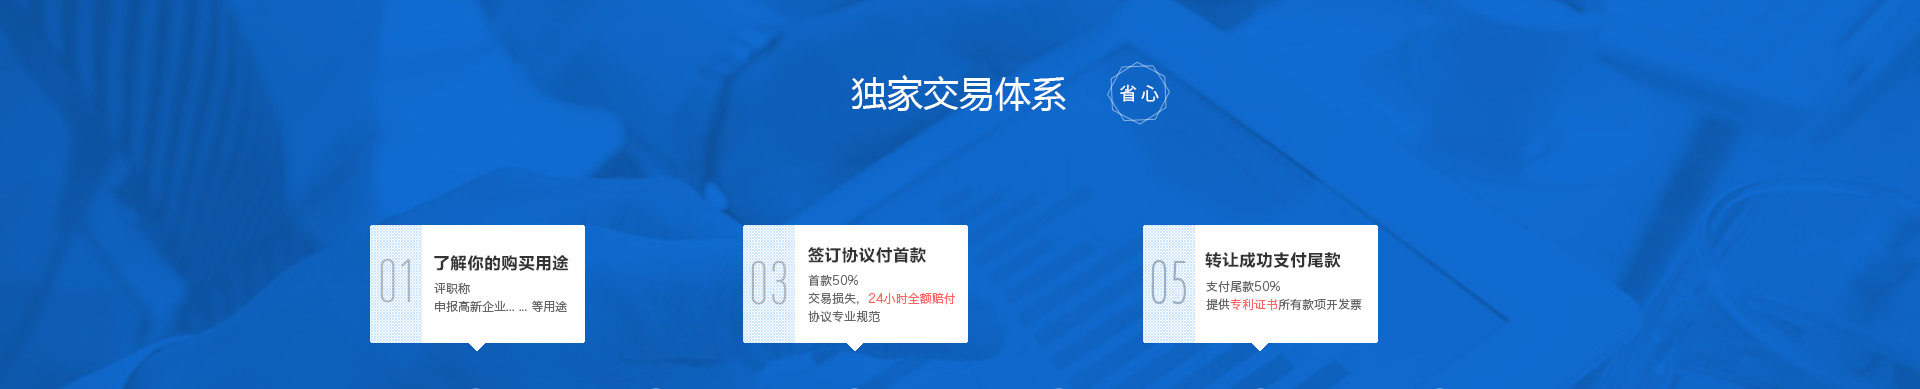 独家交易体系
省心
01
了解你的购买用途
评职称
申报高新企业... ... 等用途
03
签订协议付首款
首款50%
交易损失，24小时全额赔付
协议专业规范
05
转让成功支付尾款
支付尾款50%
提供专利证书所有款项开发票